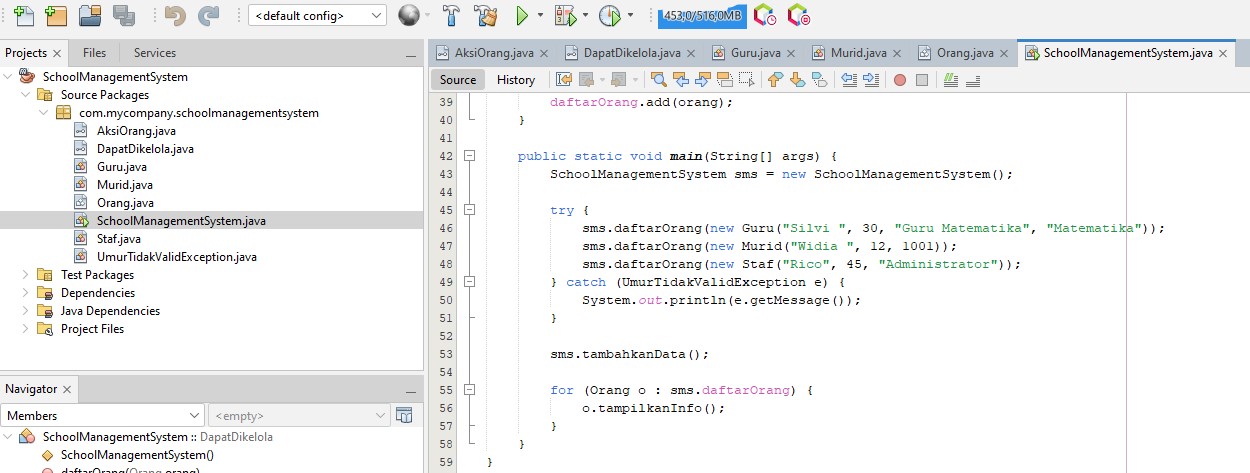 <default config>
453,0/516,0MB
Projects
Files
Services
SchoolManagementSystem
Source Packages
com.mycompany.schoolmanagementsystem
AksiOrang.java
DapatDikelola.java
Guru.java
Murid.java
Orang.java
SchoolManagementSystem.java
Staf.java
UmurTidakValidException.java
Test Packages
Dependencies
Java Dependencies
Project Files
Navigator
Members
<empty>
SchoolManagementSystem :: DapatDikelola
SchoolManagementSystem()
daftarOrang(Orang orang)
AksiOrang.java
DapatDikelola.java
Guru.java
Murid.java
Orang.java
SchoolManagementSystem.java
Source
History
39 daftarOrang.add(orang);
40 }
41
42 public static void main(String[] args) {
43 SchoolManagementSystem sms = new SchoolManagementSystem();
44
45 try {
46 sms.daftarOrang(new Guru("Silvi ", 30, "Guru Matematika", "Matematika"));
47 sms.daftarOrang(new Murid("Widia ", 12, 1001));
48 sms.daftarOrang(new Staf("Rico", 45, "Administrator"));
49 } catch (UmurTidakValidException e) {
50 System.out.println(e.getMessage());
51 }
52
53 sms.tambahkanData();
54
55 for (Orang o : sms.daftarOrang) {
56 o.tampilkanInfo();
57 }
58 }
59 }